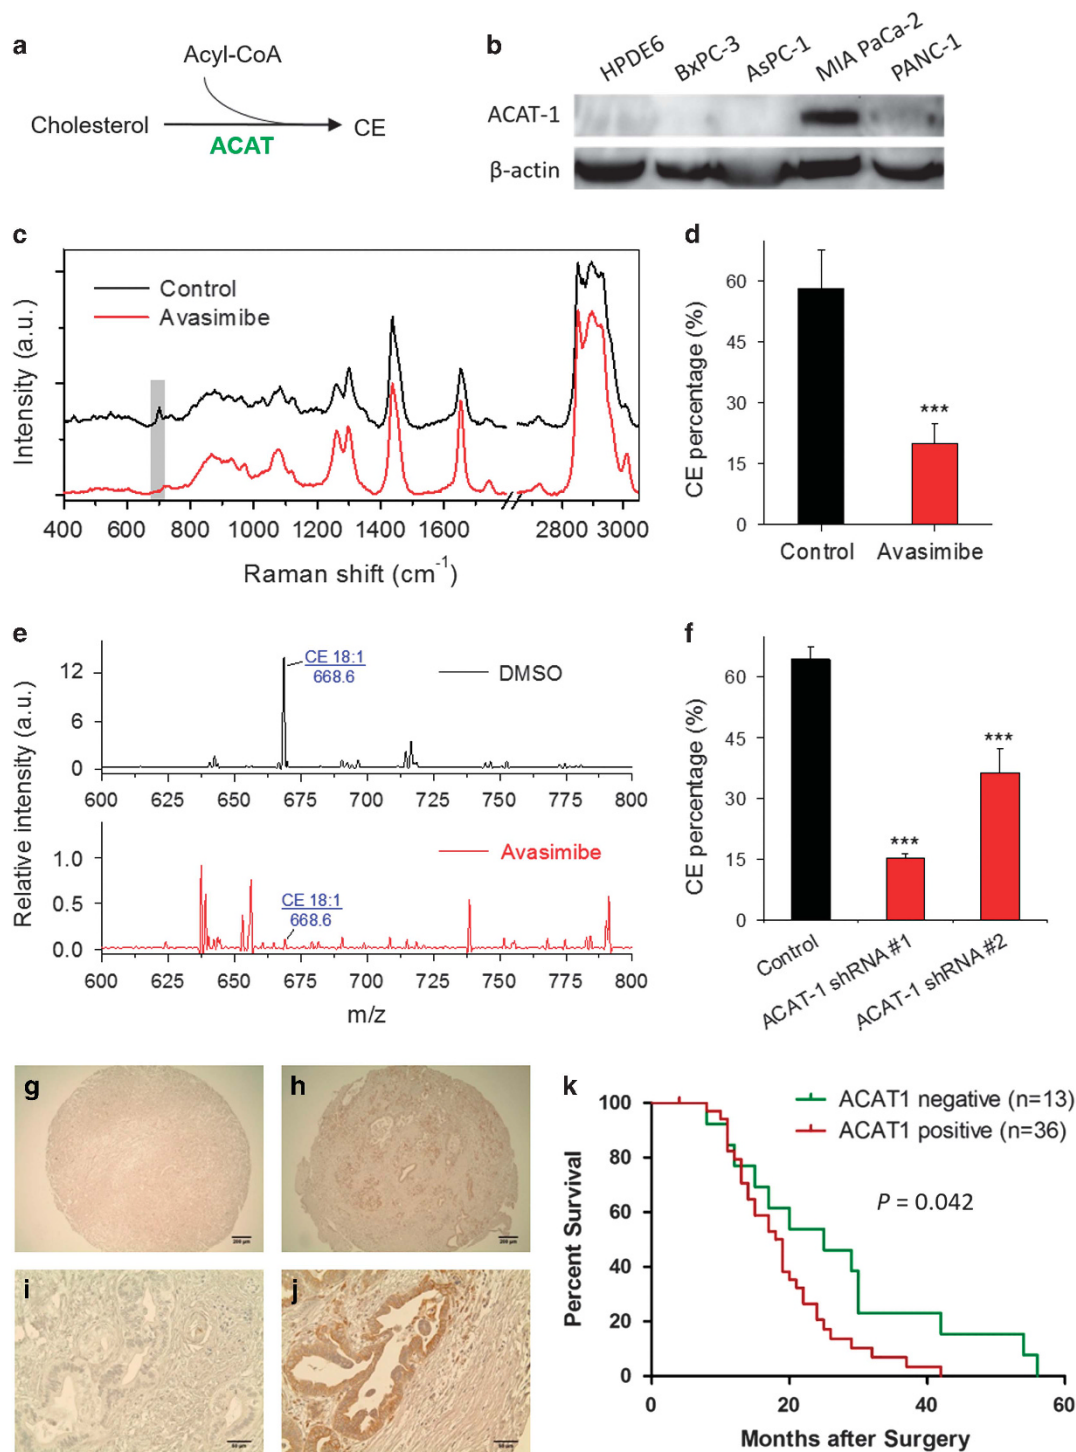 a
Acyl-CoA
Cholesterol
CE
ACAT
b
HPDE6
BxPC-3
AsPC-1
MIA PaCa-2
PANC-1
ACAT-1
β-actin
c
Control
Avasimibe
Intensity (a.u.)
400 600 800 1000 1200 1400 1600 2800 3000
Raman shift (cm⁻¹)
d
CE percentage (%)
60
45
30
15
0
***
Control Avasimibe
e
Relative intensity (a.u.)
12
6
0
CE 18:1
668.6
DMSO
600 625 650 675 700 725 750 775 800
1.0
0.5
0.0
CE 18:1
668.6
Avasimibe
600 625 650 675 700 725 750 775 800
m/z
f
CE percentage (%)
60
45
30
15
0
***
***
Control
ACAT-1 shRNA #1
ACAT-1 shRNA #2
g
h
i
j
k
ACAT1 negative (n=13)
ACAT1 positive (n=36)
P = 0.042
Percent Survival
100
80
60
40
20
0
0 20 40 60
Months after Surgery